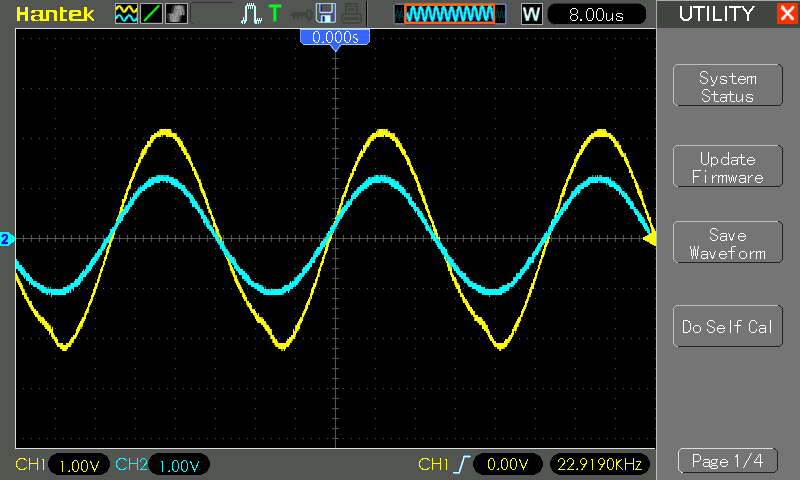 Hantek T W 8.00us UTILITY X
0.000s
System
Status
Update
Firmware
2
Save
Waveform
Do Self Cal
CH1 1.00V CH2 1.00V CH1 0.00V 22.9190KHz Page 1/4